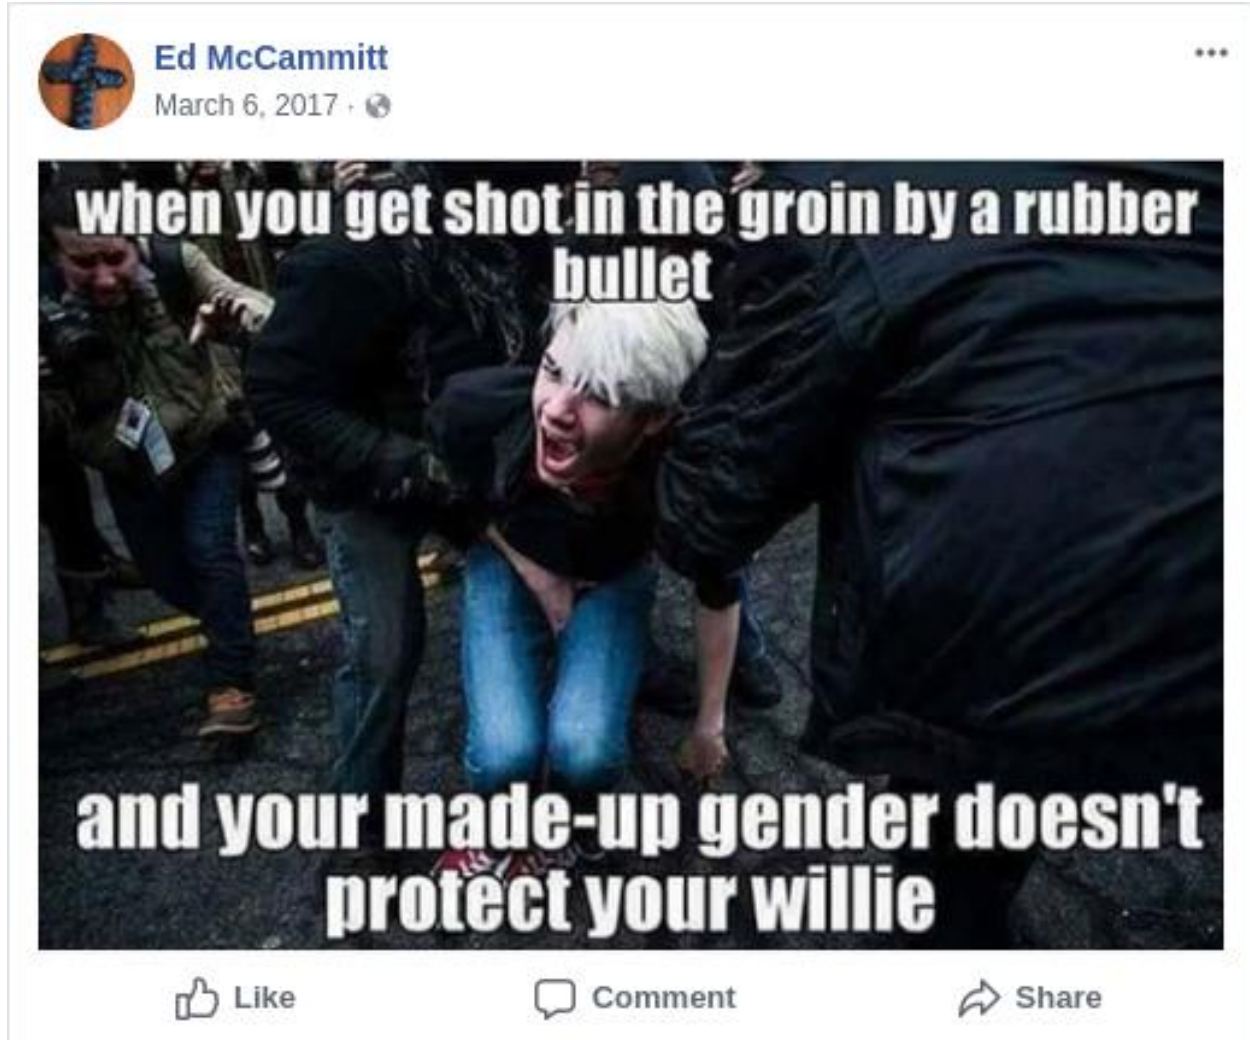 Ed McCammitt
March 6, 2017 ·
when you get shot in the groin by a rubber
bullet
and your made-up gender doesn't
protect your willie
Like
Comment
Share